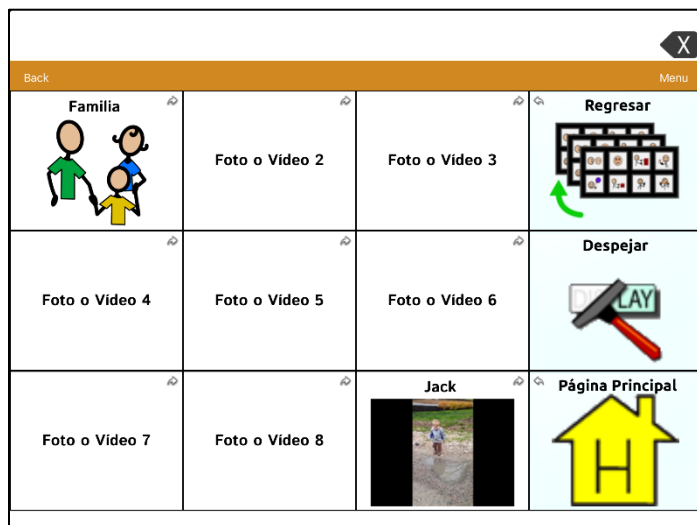 X
Back Menu
Familia
Foto o Vídeo 2
Foto o Vídeo 3
Regresar
Foto o Vídeo 4
Foto o Vídeo 5
Foto o Vídeo 6
Despejar
DISPLAY
Foto o Vídeo 7
Foto o Vídeo 8
Jack
Página Principal
H